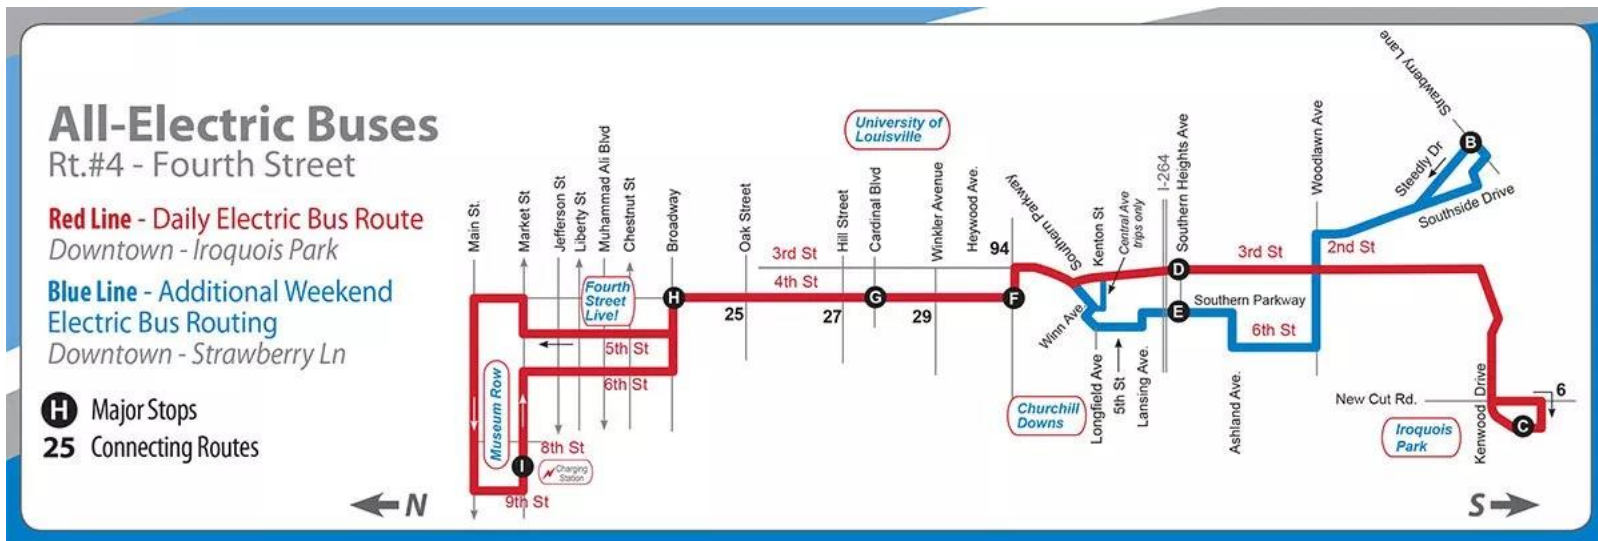 All-Electric Buses
Rt.#4 - Fourth Street
Red Line - Daily Electric Bus Route
Downtown - Iroquois Park
Blue Line - Additional Weekend
Electric Bus Routing
Downtown - Strawberry Ln
H Major Stops
25 Connecting Routes
N
Main St.
Market St
Jefferson St
Liberty St
Muhammad Ali Blvd
Chestnut St
Broadway
Oak Street
Hill Street
Cardinal Blvd
Winkler Avenue
Heywood Ave.
University of
Louisville
Fourth
Street
Live!
Museum Row
3rd St
4th St
5th St
6th St
8th St
9th St
Charging
Station
I
H
G
F
25
27
29
94
Churchill
Downs
Southern Parkway
Kenton St
Central Ave
trips only
I-264
Southern Heights Ave
D
E
Winn Ave
Longfield Ave
5th St
Lansing Ave.
Southern Parkway
6th St
Ashland Ave.
3rd St
Woodlawn Ave
2nd St
Strawberry Lane
B
Steedly Dr
Southside Drive
New Cut Rd.
Kenwood Drive
6
C
Iroquois
Park
S